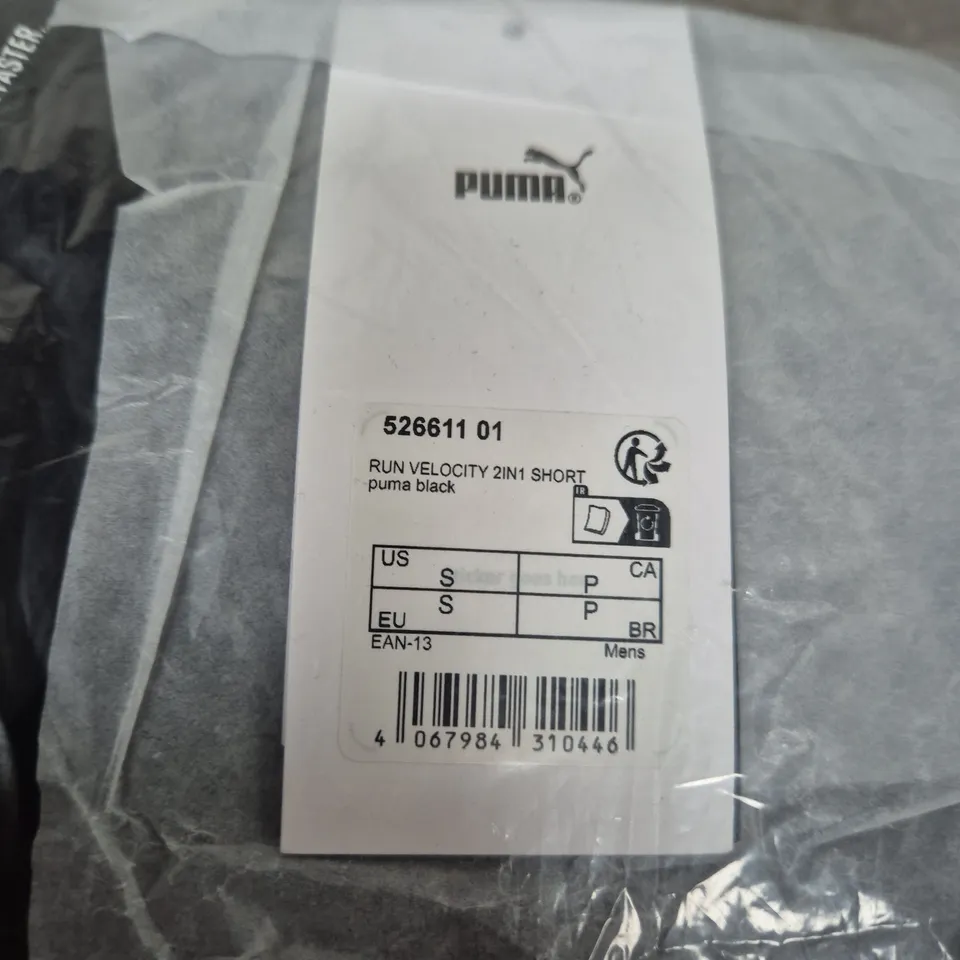 FASTER.
PUMA®
526611 01
RUN VELOCITY 2IN1 SHORT
puma black
US S P CA
EU S P BR
EAN-13 Mens
4 067984 310446